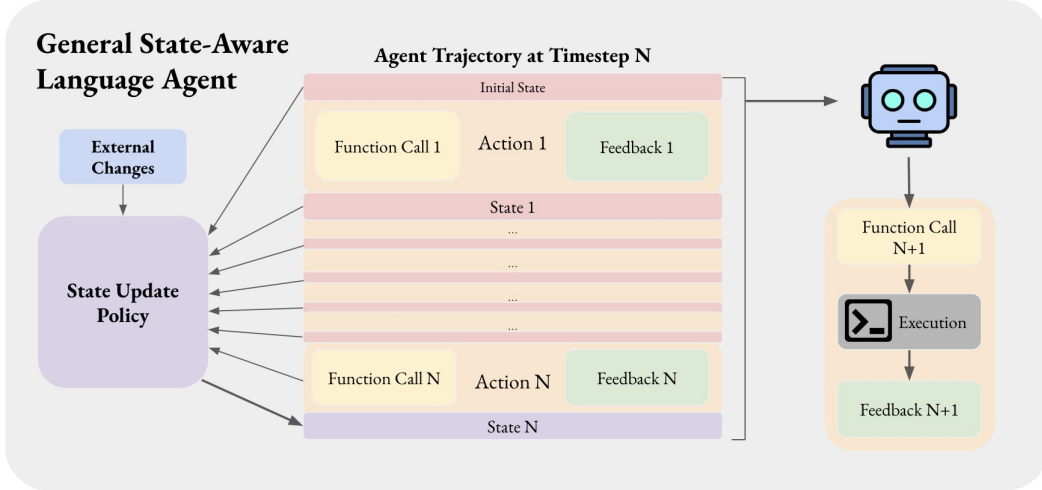 General State-Aware
Language Agent
Agent Trajectory at Timestep N
Initial State
External
Changes
Function Call 1
Action 1
Feedback 1
State 1
...
...
...
...
State Update
Policy
Function Call N
Action N
Feedback N
State N
Function Call
N+1
>_
Execution
Feedback N+1